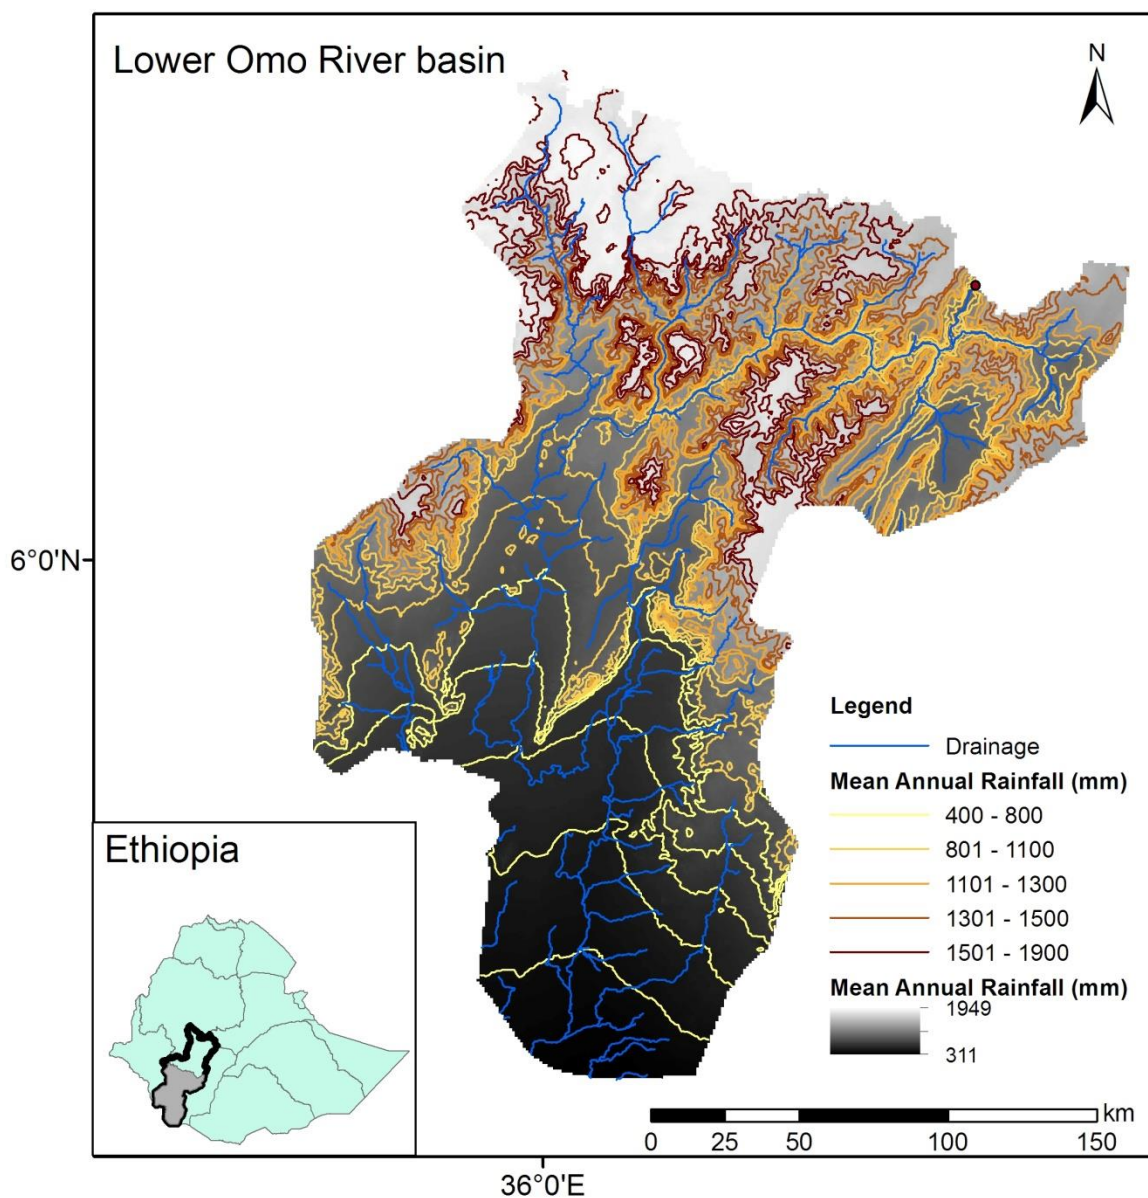 Lower Omo River basin
N
6°0'N
Legend
Drainage
Mean Annual Rainfall (mm)
400 - 800
801 - 1100
1101 - 1300
1301 - 1500
1501 - 1900
Mean Annual Rainfall (mm)
1949
311
Ethiopia
km
0 25 50 100 150
36°0'E